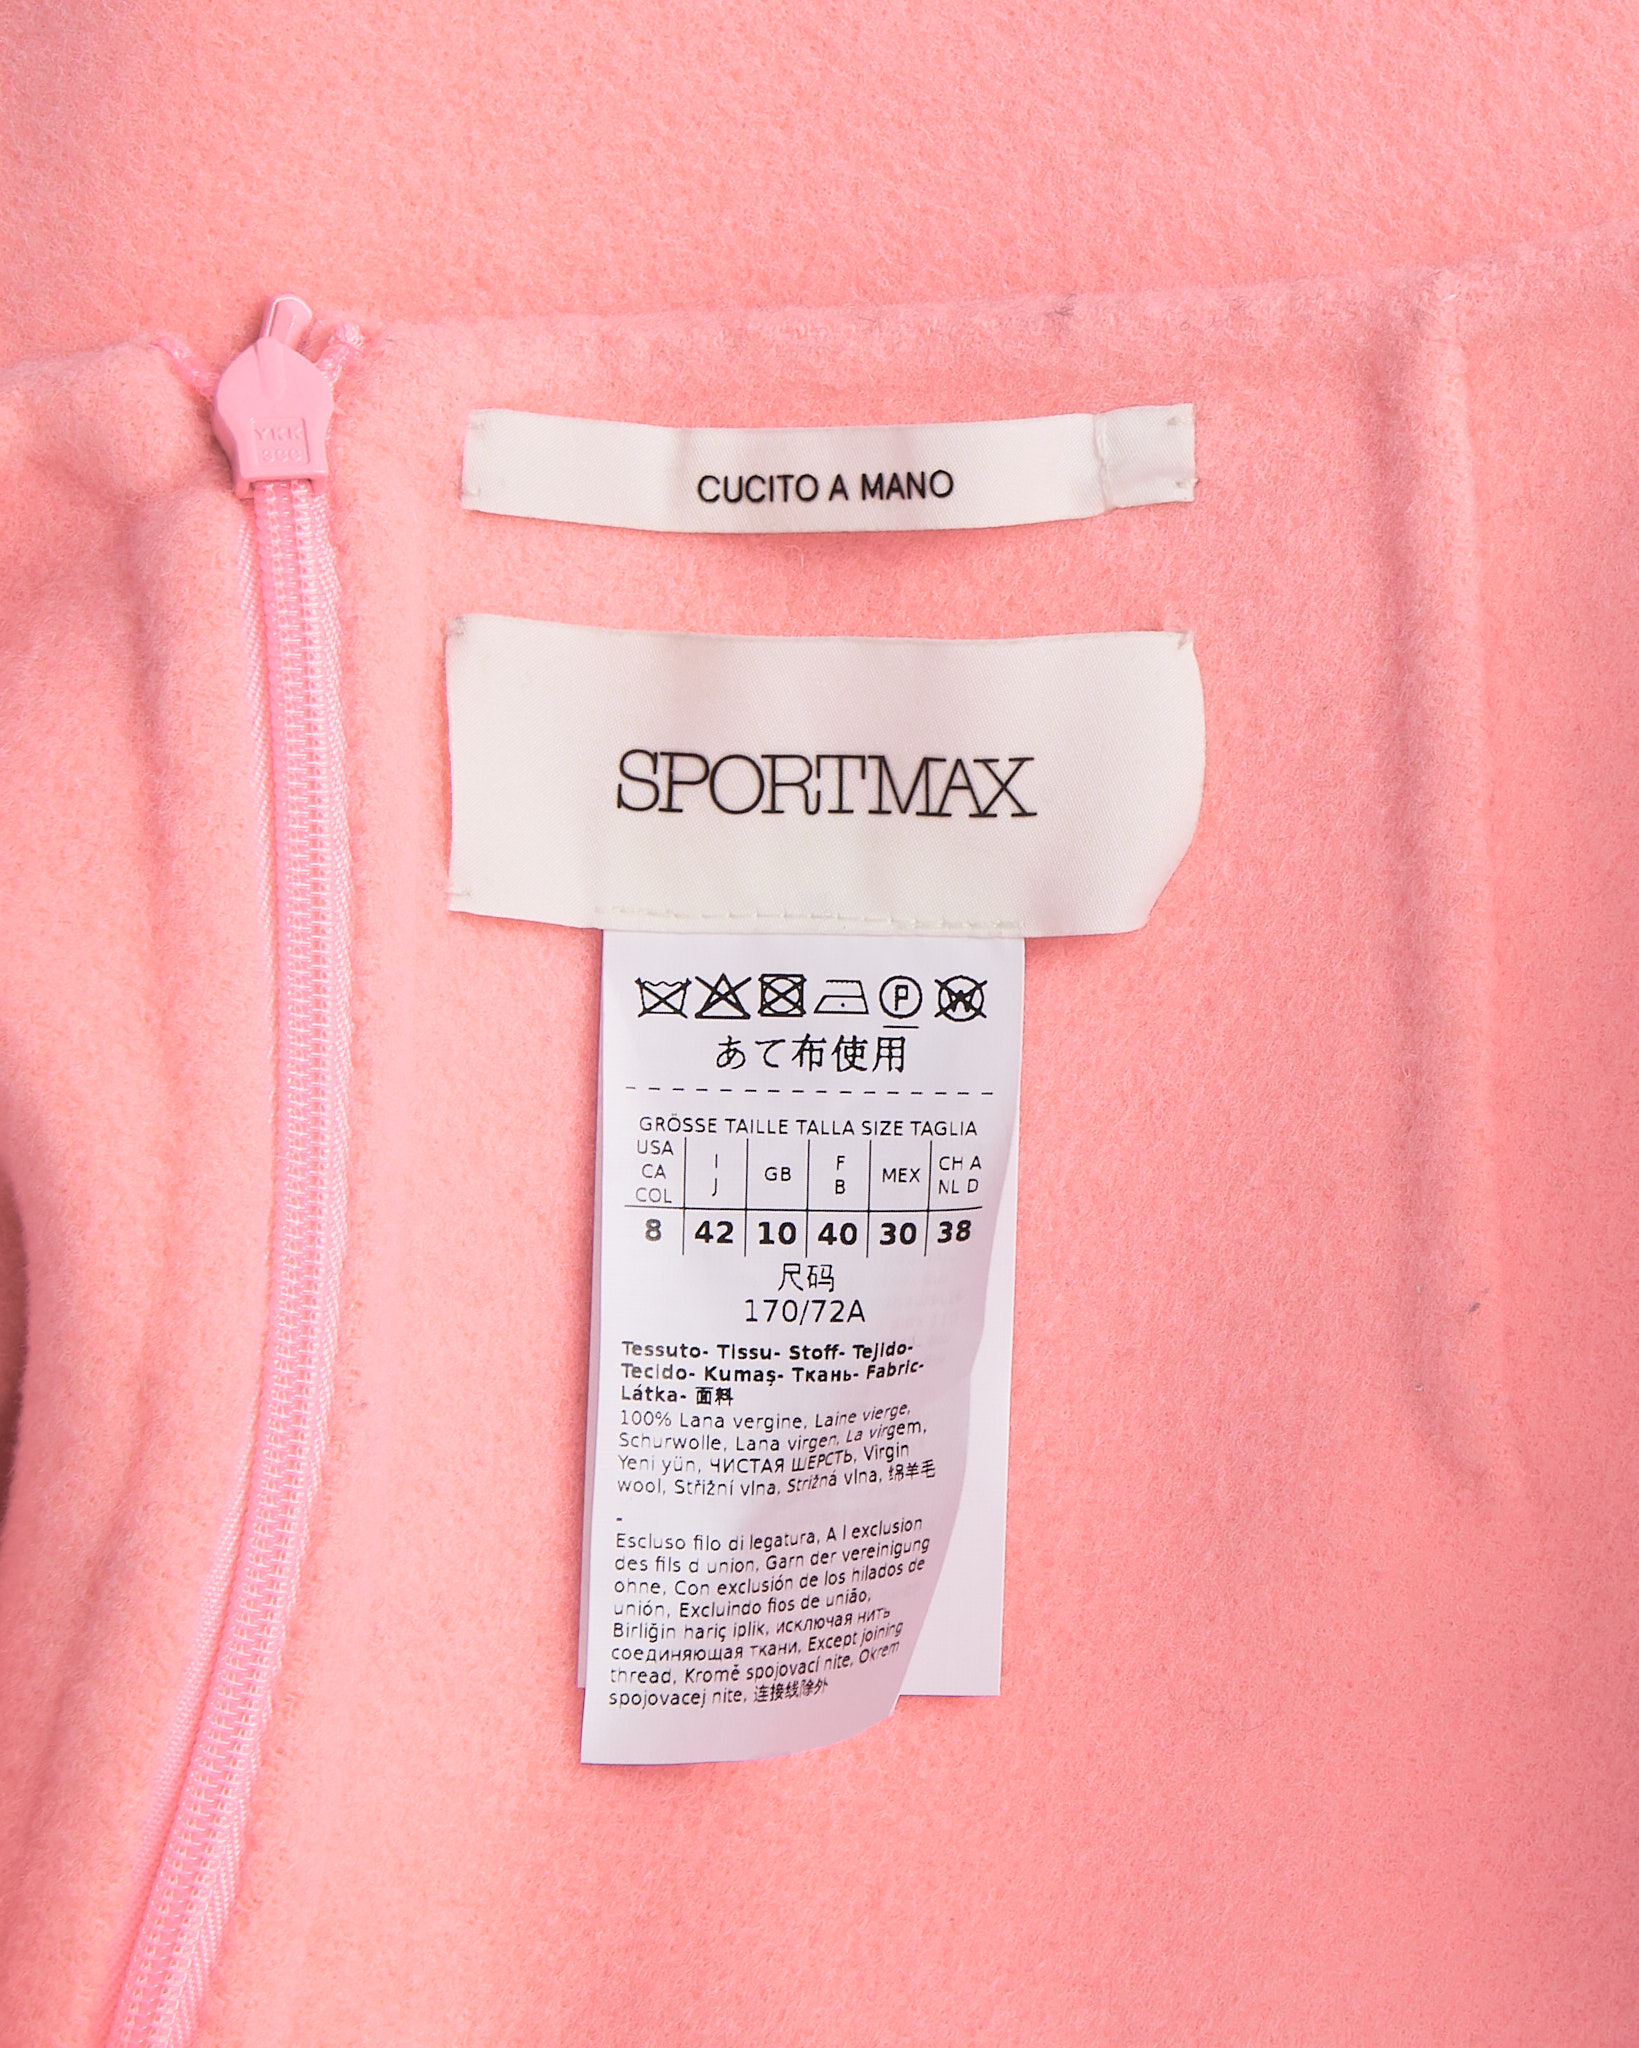 YKK
CUCITO A MANO
SPORTMAX
P
W
あて布使用
GRÖSSE TAILLE TALLA SIZE TAGLIA
USA CA COL I J GB F B MEX CH A NL D
8 42 10 40 30 38
尺码
170/72A
Tessuto- Tissu- Stoff- Tejido-
Tecido- Kumaş- Ткань- Fabric-
Látka- 面料
100% Lana vergine, Laine vierge,
Schurwolle, Lana virgen, La virgem,
Yeni yün, ЧИСТАЯ ШЕРСТЬ, Virgin
wool, Střižní vlna, Strižná vlna, 绵羊毛
-
Escluso filo di legatura, A l exclusion
des fils d union, Garn der vereinigung
ohne, Con exclusión de los hilados de
unión, Excluindo fios de união,
Birliğin hariç iplik, исключая нить
соединяющая ткани, Except joining
thread, Kromě spojovací nite, Okrem
spojovacej nite, 连接线除外